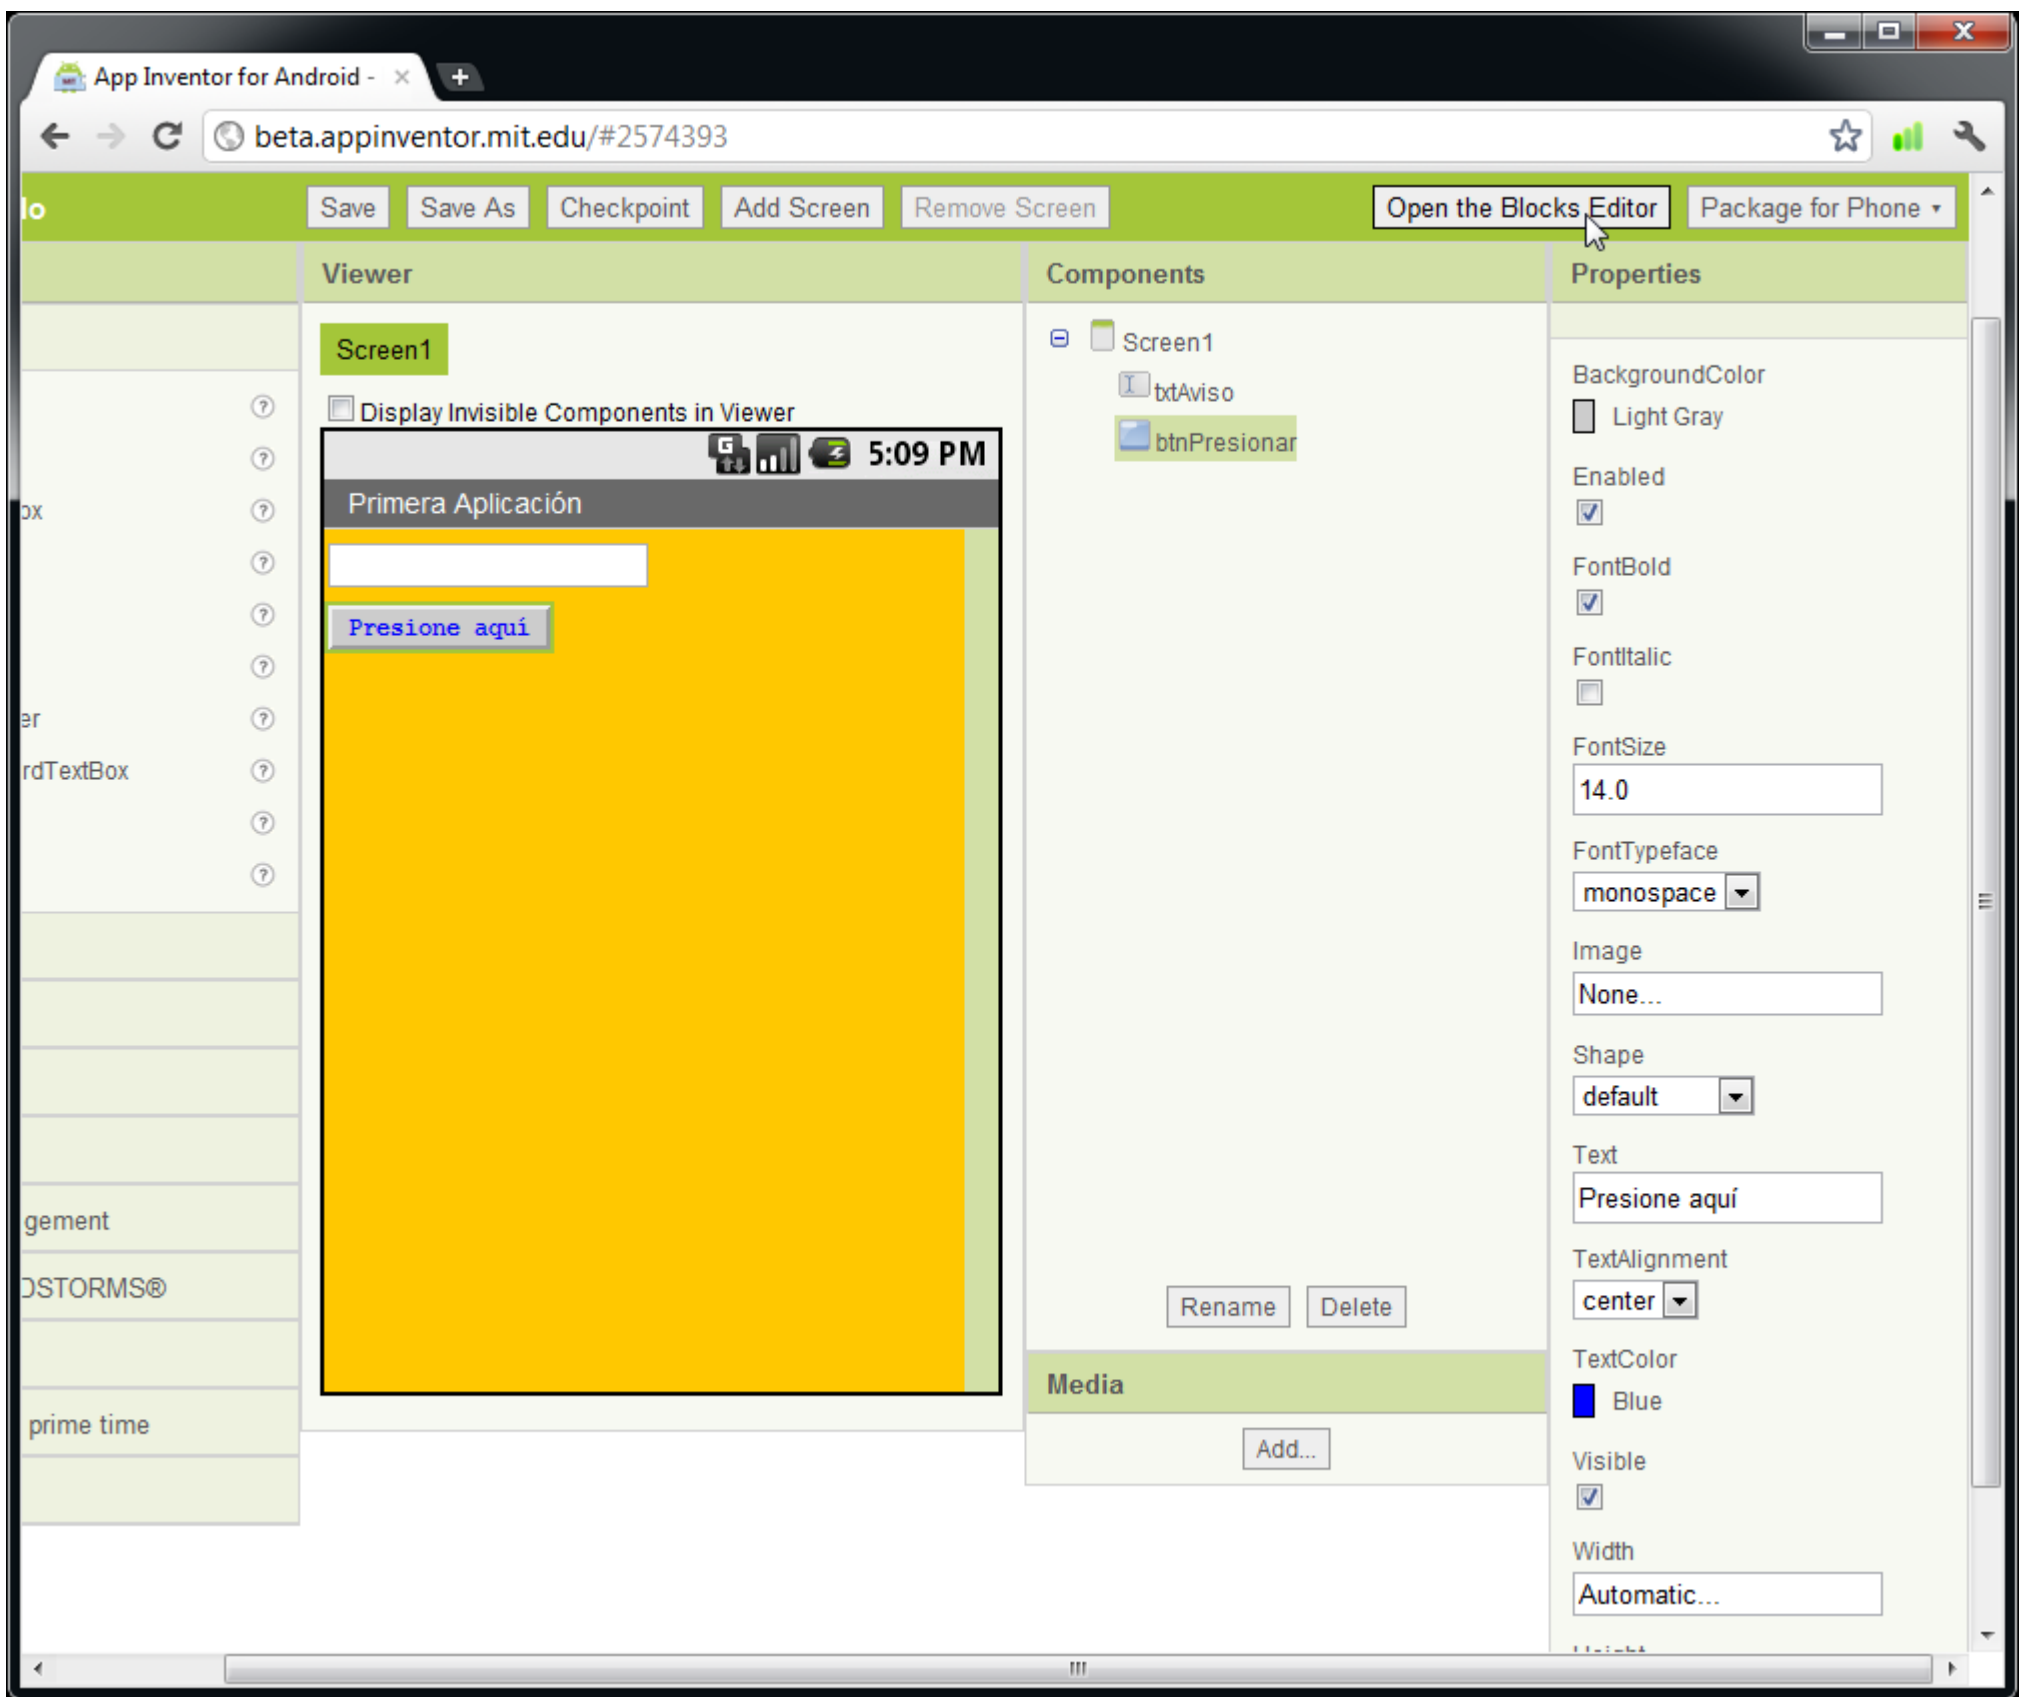 App Inventor for Android -
beta.appinventor.mit.edu/#2574393
lo
Save
Save As
Checkpoint
Add Screen
Remove Screen
Open the Blocks Editor
Package for Phone
Viewer
Components
Properties
Screen1
Display Invisible Components in Viewer
5:09 PM
Primera Aplicación
Presione aquí
ox
er
rdTextBox
gement
DSTORMS®
prime time
Screen1
txtAviso
btnPresionar
Rename
Delete
Media
Add...
BackgroundColor
Light Gray
Enabled
FontBold
FontItalic
FontSize
14.0
FontTypeface
monospace
Image
None...
Shape
default
Text
Presione aquí
TextAlignment
center
TextColor
Blue
Visible
Width
Automatic...